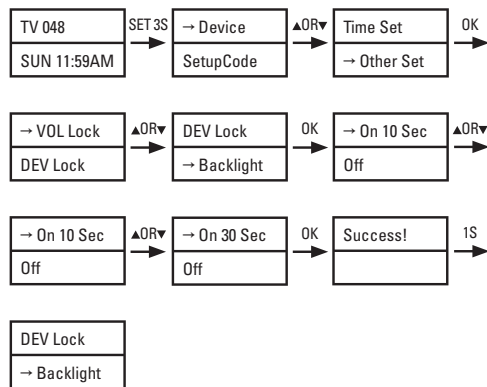 TV 048
SUN 11:59AM
SET 3S
→ Device
SetupCode
▲OR▼
Time Set
→ Other Set
OK
→ VOL Lock
DEV Lock
▲OR▼
DEV Lock
→ Backlight
OK
→ On 10 Sec
Off
▲OR▼
→ On 10 Sec
Off
▲OR▼
→ On 30 Sec
Off
OK
Success!
1S
DEV Lock
→ Backlight